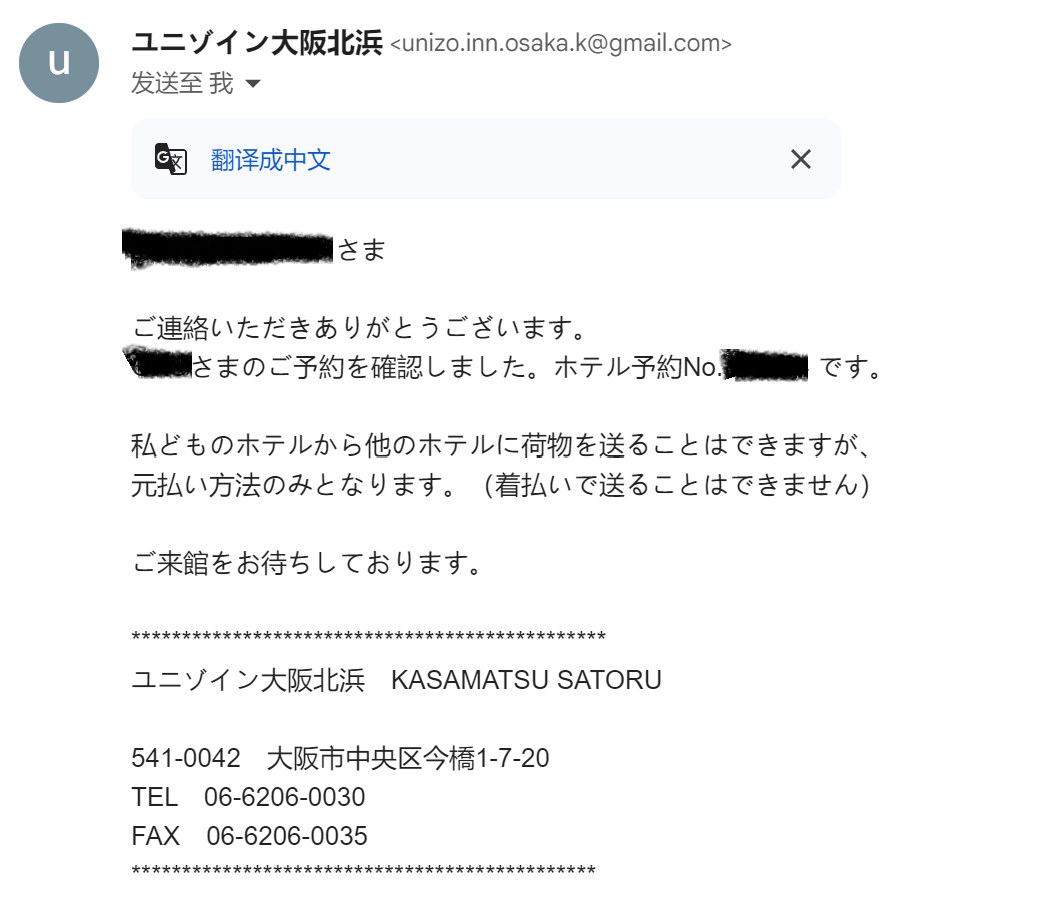 u
ユニゾイン大阪北浜 <unizo.inn.osaka.k@gmail.com>
发送至 我
G文 翻译成中文
さま
ご連絡いただきありがとうございます。
さまのご予約を確認しました。ホテル予約No. です。
私どものホテルから他のホテルに荷物を送ることはできますが、
元払い方法のみとなります。（着払いで送ることはできません）
ご来館をお待ちしております。
***********************************************
ユニゾイン大阪北浜　KASAMATSU SATORU
541-0042　大阪市中央区今橋1-7-20
TEL　06-6206-0030
FAX　06-6206-0035
**********************************************